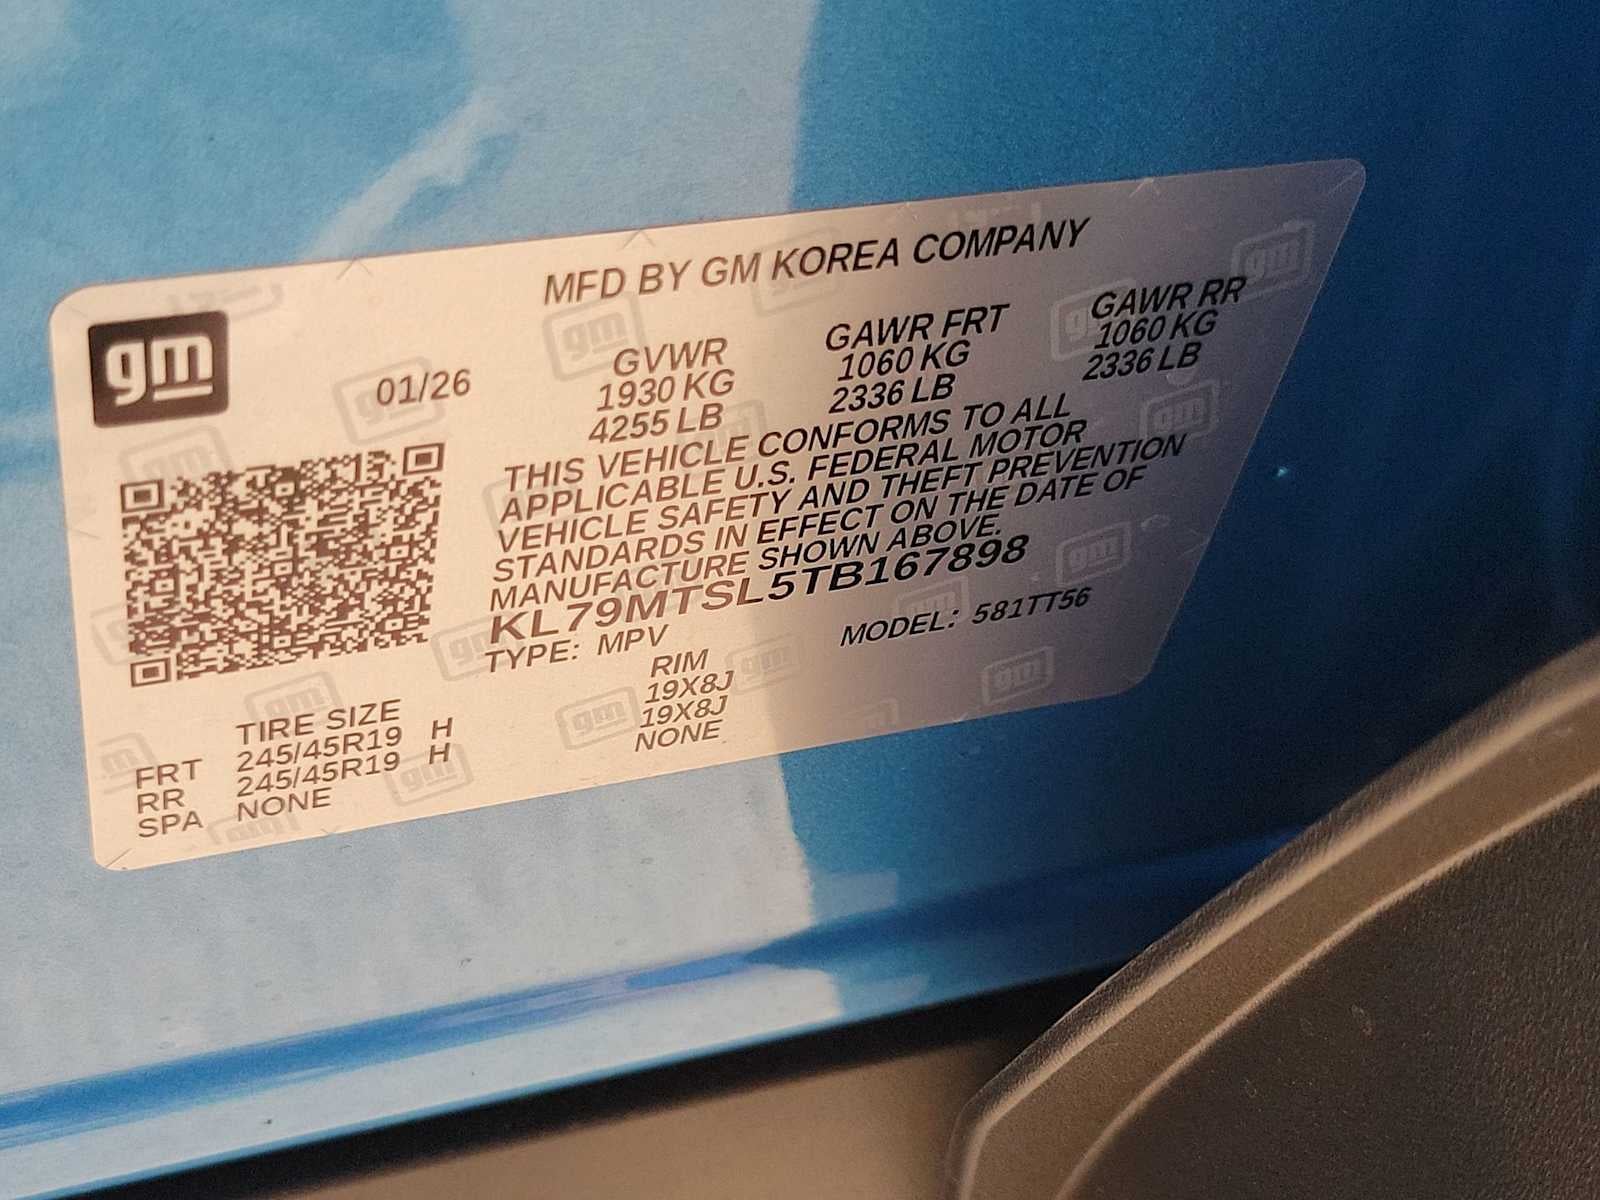 MFD BY GM KOREA COMPANY
gm
01/26
GVWR GAWR FRT GAWR RR
1930 KG 1060 KG 1060 KG
4255 LB 2336 LB 2336 LB
THIS VEHICLE CONFORMS TO ALL
APPLICABLE U.S. FEDERAL MOTOR
VEHICLE SAFETY AND THEFT PREVENTION
STANDARDS IN EFFECT ON THE DATE OF
MANUFACTURE SHOWN ABOVE.
KL79MTSL5TB167898
TYPE: MPV MODEL: 581TT56
TIRE SIZE RIM
FRT 245/45R19 H 19X8J
RR 245/45R19 H 19X8J
SPA NONE NONE